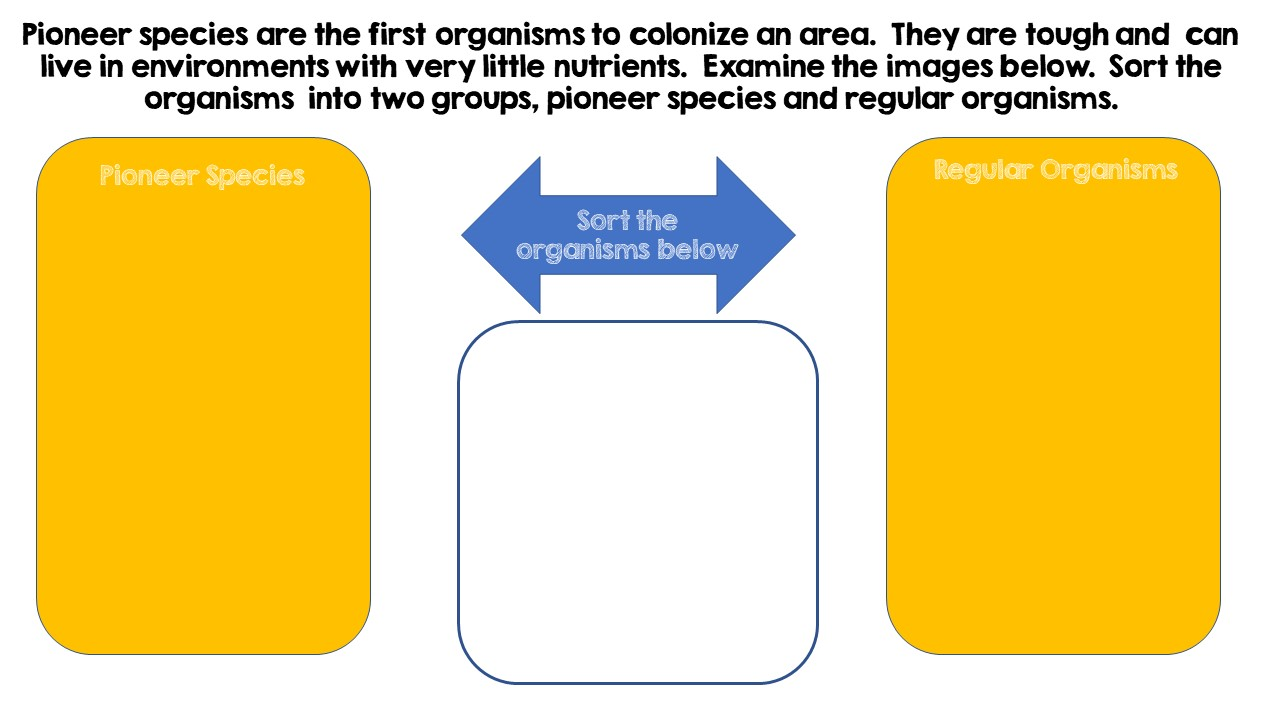 Pioneer species are the first organisms to colonize an area. They are tough and can
live in environments with very little nutrients. Examine the images below. Sort the
organisms into two groups, pioneer species and regular organisms.
Pioneer Species
Sort the
organisms below
Regular Organisms